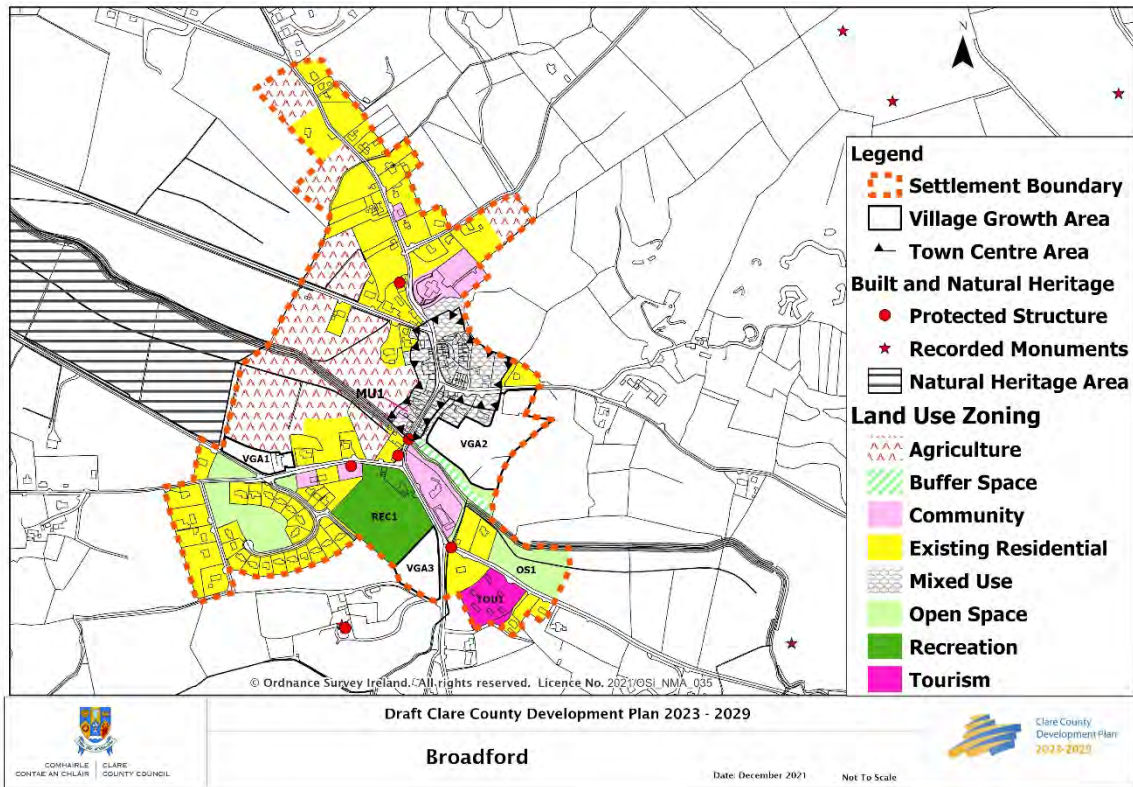 N
Legend
Settlement Boundary
Village Growth Area
Town Centre Area
Built and Natural Heritage
Protected Structure
Recorded Monuments
Natural Heritage Area
Land Use Zoning
Agriculture
Buffer Space
Community
Existing Residential
Mixed Use
Open Space
Recreation
Tourism
MU1
VGA2
VGA1
REC1
VGA3
OS1
TOU1
© Ordnance Survey Ireland. All rights reserved. Licence No. 2021/OSi_NMA_035
COMHAIRLE CLARE
CONTAE AN CHLÁIR COUNTY COUNCIL
Draft Clare County Development Plan 2023 - 2029
Broadford
Date: December 2021 Not To Scale
Clare County
Development Plan
2023-2029